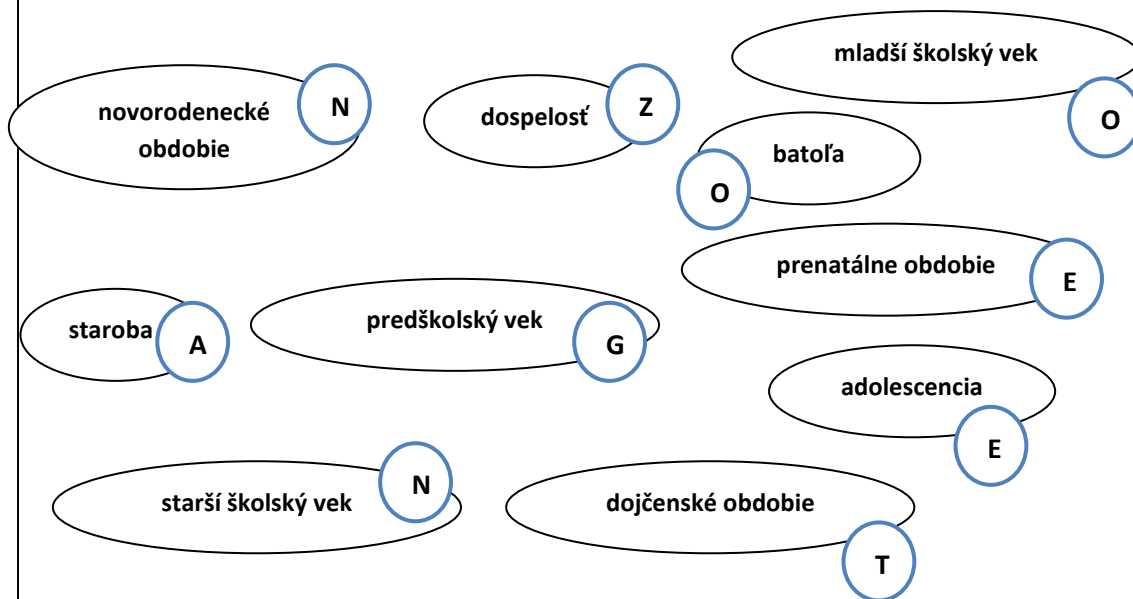 mladší školský vek
O
novorodenecké
obdobie
N
dospelosť
Z
batoľa
O
prenatálne obdobie
E
staroba
A
predškolský vek
G
adolescencia
E
starší školský vek
N
dojčenské obdobie
T